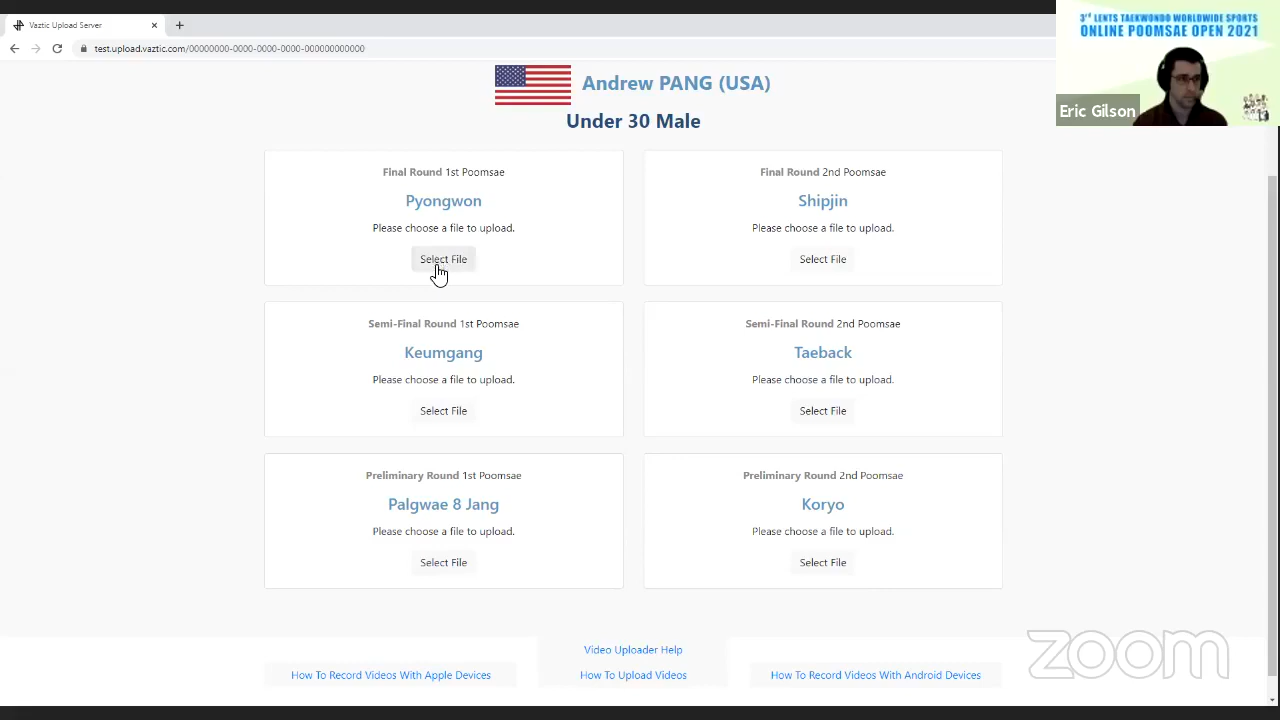 Vaztic Upload Server
test.upload.vaztic.com/00000000-0000-0000-0000-000000000000
3rd LENTS TAEKWONDO WORLDWIDE SPORTS
ONLINE POOMSAE OPEN 2021
Eric Gilson
Andrew PANG (USA)
Under 30 Male
Final Round 1st Poomsae
Pyongwon
Please choose a file to upload.
Select File
Final Round 2nd Poomsae
Shipjin
Please choose a file to upload.
Select File
Semi-Final Round 1st Poomsae
Keumgang
Please choose a file to upload.
Select File
Semi-Final Round 2nd Poomsae
Taeback
Please choose a file to upload.
Select File
Preliminary Round 1st Poomsae
Palgwae 8 Jang
Please choose a file to upload.
Select File
Preliminary Round 2nd Poomsae
Koryo
Please choose a file to upload.
Select File
Video Uploader Help
How To Record Videos With Apple Devices
How To Upload Videos
How To Record Videos With Android Devices
zoom